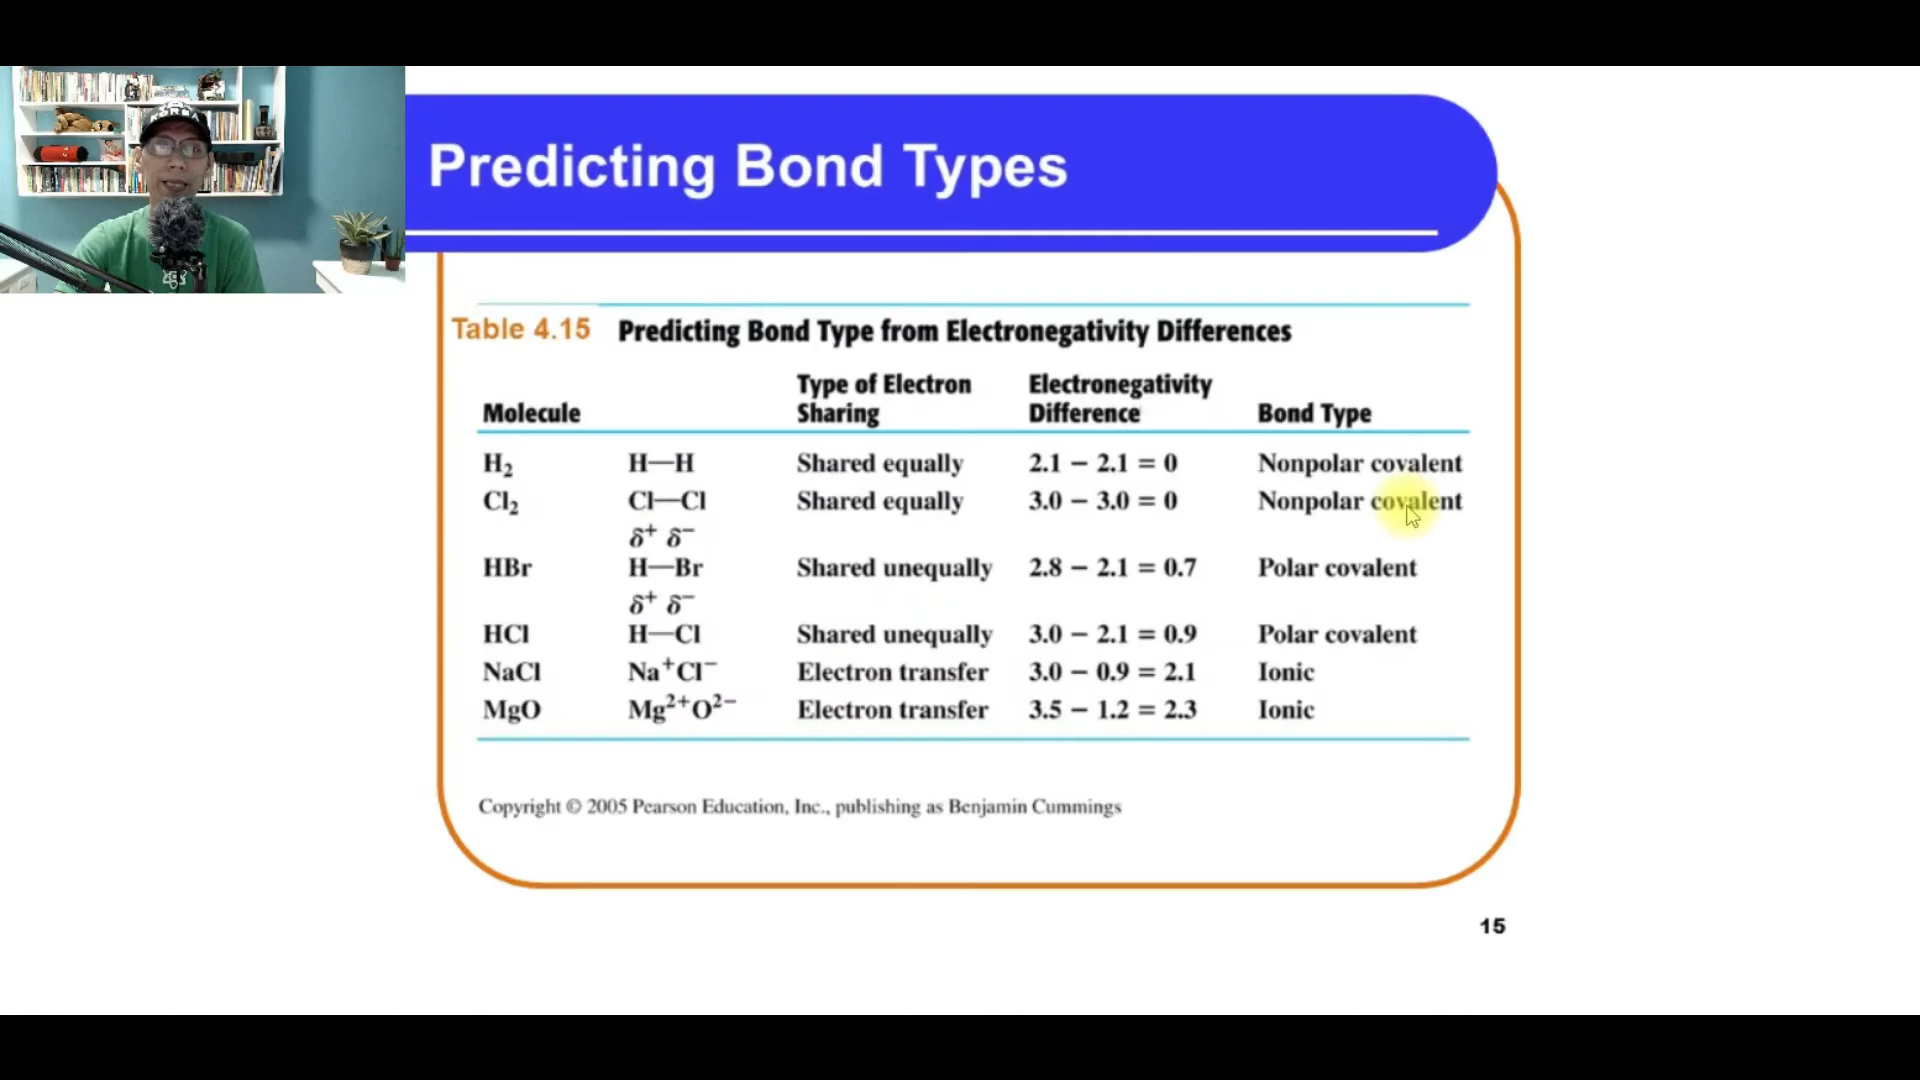 KOREA
Predicting Bond Types
Table 4.15 Predicting Bond Type from Electronegativity Differences
Molecule Type of Electron Sharing Electronegativity Difference Bond Type
H₂ H—H Shared equally 2.1 − 2.1 = 0 Nonpolar covalent
Cl₂ Cl—Cl Shared equally 3.0 − 3.0 = 0 Nonpolar covalent
δ⁺ δ⁻
HBr H—Br Shared unequally 2.8 − 2.1 = 0.7 Polar covalent
δ⁺ δ⁻
HCl H—Cl Shared unequally 3.0 − 2.1 = 0.9 Polar covalent
NaCl Na⁺Cl⁻ Electron transfer 3.0 − 0.9 = 2.1 Ionic
MgO Mg²⁺O²⁻ Electron transfer 3.5 − 1.2 = 2.3 Ionic
Copyright © 2005 Pearson Education, Inc., publishing as Benjamin Cummings
15